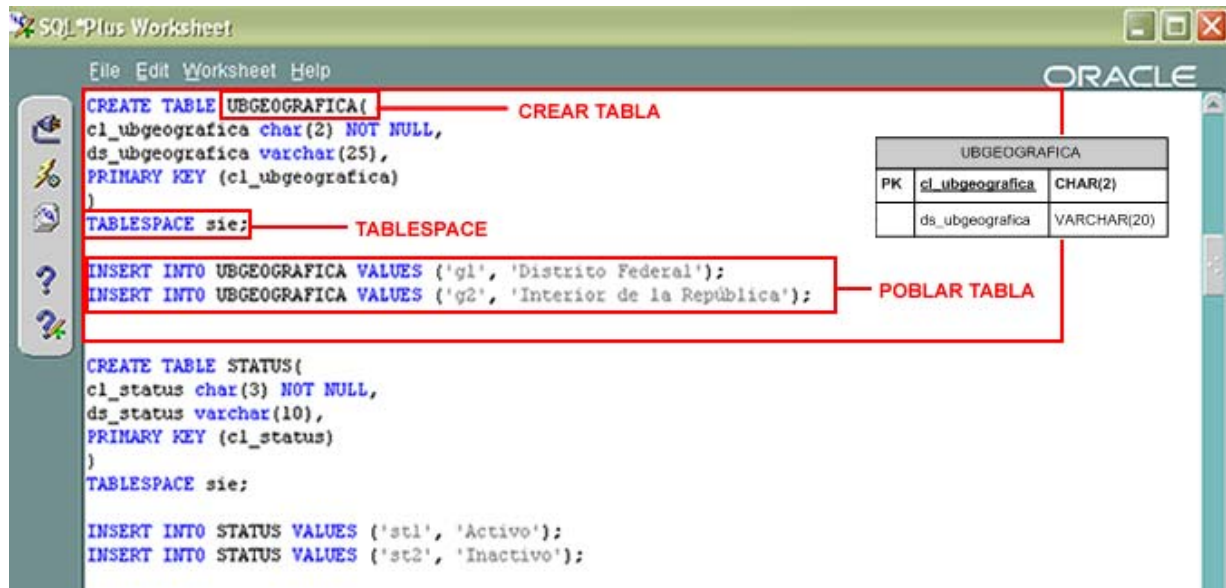 SQL*Plus Worksheet
File Edit Worksheet Help
ORACLE
CREATE TABLE UBGEOGRAFICA(
CREAR TABLA
cl_ubgeografica char(2) NOT NULL,
ds_ubgeografica varchar(25),
PRIMARY KEY (cl_ubgeografica)
)
TABLESPACE sie;
TABLESPACE
UBGEOGRAFICA
PK cl_ubgeografica CHAR(2)
ds_ubgeografica VARCHAR(20)
INSERT INTO UBGEOGRAFICA VALUES ('g1', 'Distrito Federal');
INSERT INTO UBGEOGRAFICA VALUES ('g2', 'Interior de la República');
POBLAR TABLA
CREATE TABLE STATUS(
cl_status char(3) NOT NULL,
ds_status varchar(10),
PRIMARY KEY (cl_status)
)
TABLESPACE sie;
INSERT INTO STATUS VALUES ('st1', 'Activo');
INSERT INTO STATUS VALUES ('st2', 'Inactivo');